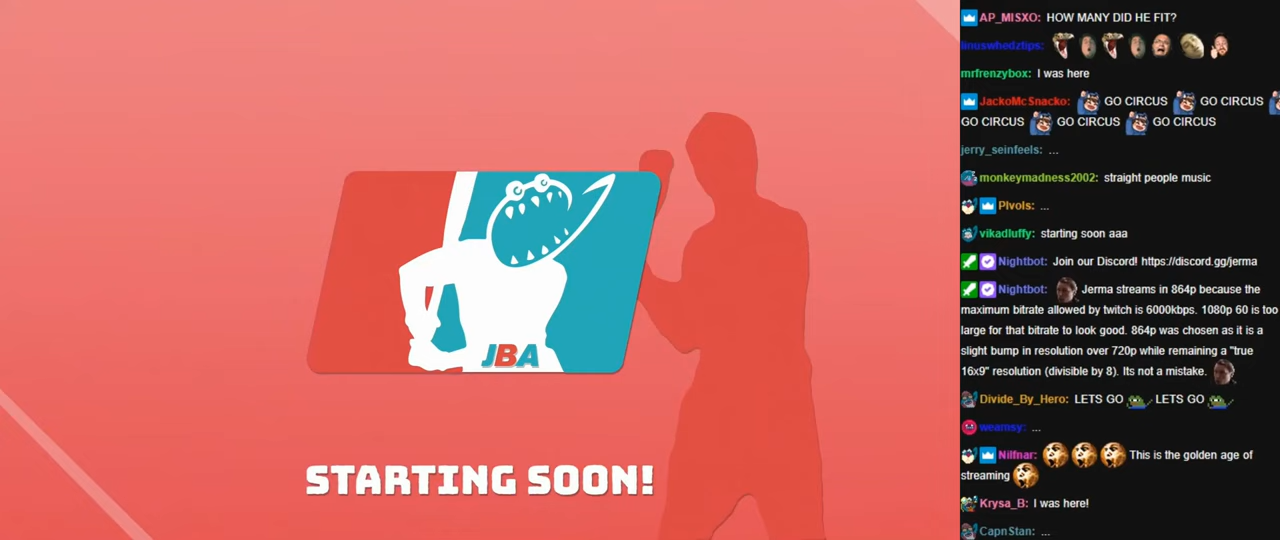 JBA
STARTING SOON!
AP_MISXO: HOW MANY DID HE FIT?
linuswhedztips:
mrfrenzybox: I was here
JackoMcSnacko: GO CIRCUS GO CIRCUS
GO CIRCUS GO CIRCUS GO CIRCUS
jerry_seinfeels: ...
monkeymadness2002: straight people music
Plvols: ...
vikadluffy: starting soon aaa
Nightbot: Join our Discord! https://discord.gg/jerma
Nightbot: Jerma streams in 864p because the
maximum bitrate allowed by twitch is 6000kbps. 1080p 60 is too
large for that bitrate to look good. 864p was chosen as it is a
slight bump in resolution over 720p while remaining a "true
16x9" resolution (divisible by 8). Its not a mistake.
Divide_By_Hero: LETS GO LETS GO
weamsy: ...
Nilfnar: This is the golden age of
streaming
Krysa_B: I was here!
CapnStan: ...